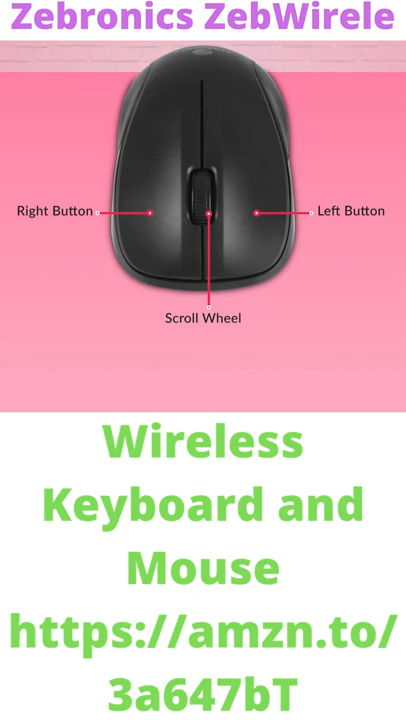 Zebronics ZebWirele
Right Button
Left Button
Scroll Wheel
Wireless
Keyboard and
Mouse
https://amzn.to/
3a647bT